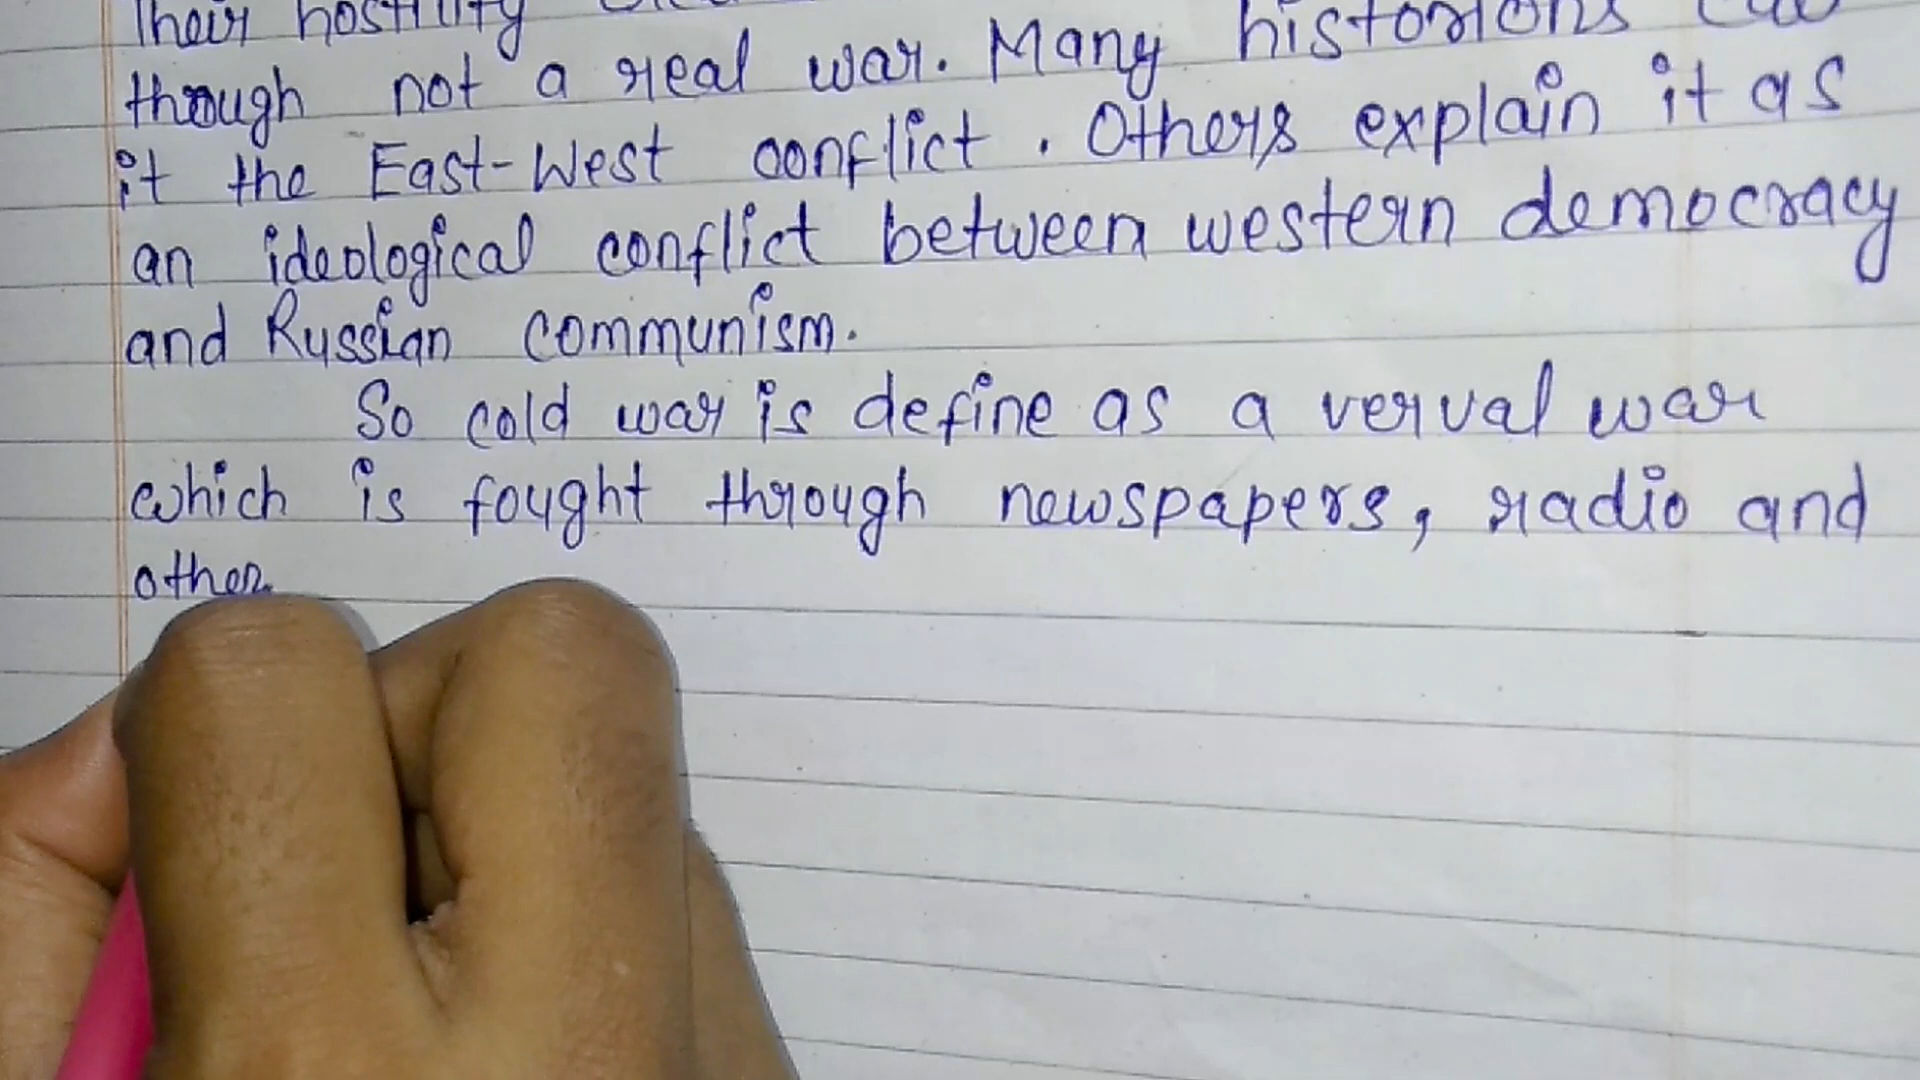 Their hostility
though not a real war. Many historians
it the East-West conflict. Others explain it as
an ideological conflict between western democracy
and Russian communism.
So cold war is define as a verval war
which is fought through newspapers, radio and
other